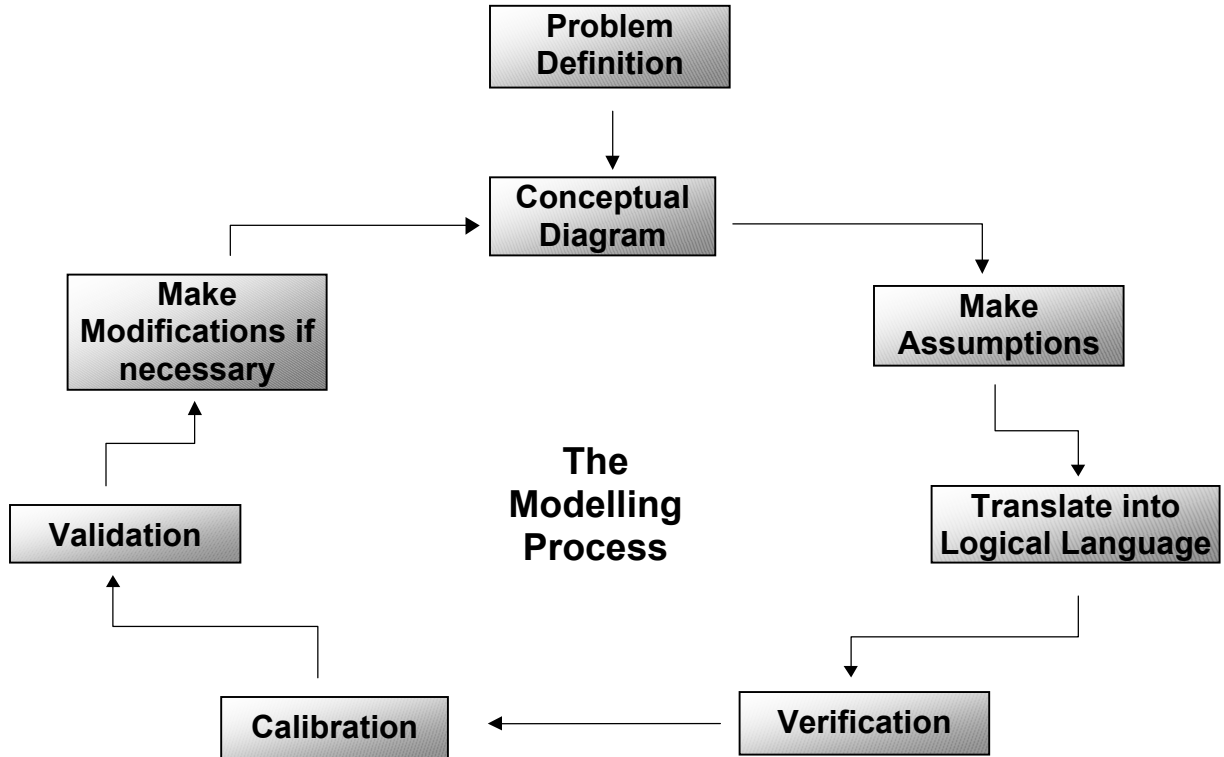 Problem
Definition
Conceptual
Diagram
Make
Assumptions
Translate into
Logical Language
Verification
Calibration
Validation
Make
Modifications if
necessary
The
Modelling
Process